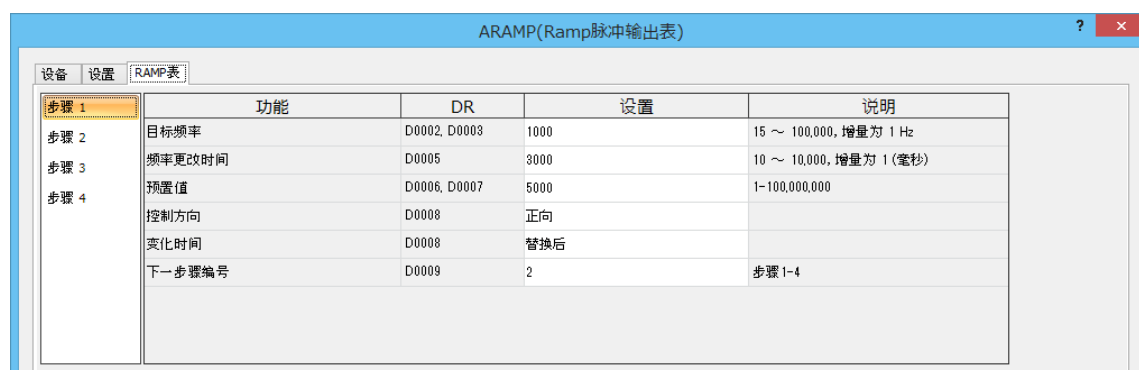 ARAMP(Ramp脉冲输出表)
? ×
设备 设置 RAMP表
步骤 1
步骤 2
步骤 3
步骤 4
功能 DR 设置 说明
目标频率 D0002, D0003 1000 15 ～ 100,000, 增量为 1 Hz
频率更改时间 D0005 3000 10 ～ 10,000, 增量为 1 (毫秒)
预置值 D0006, D0007 5000 1-100,000,000
控制方向 D0008 正向
变化时间 D0008 替换后
下一步骤编号 D0009 2 步骤1-4